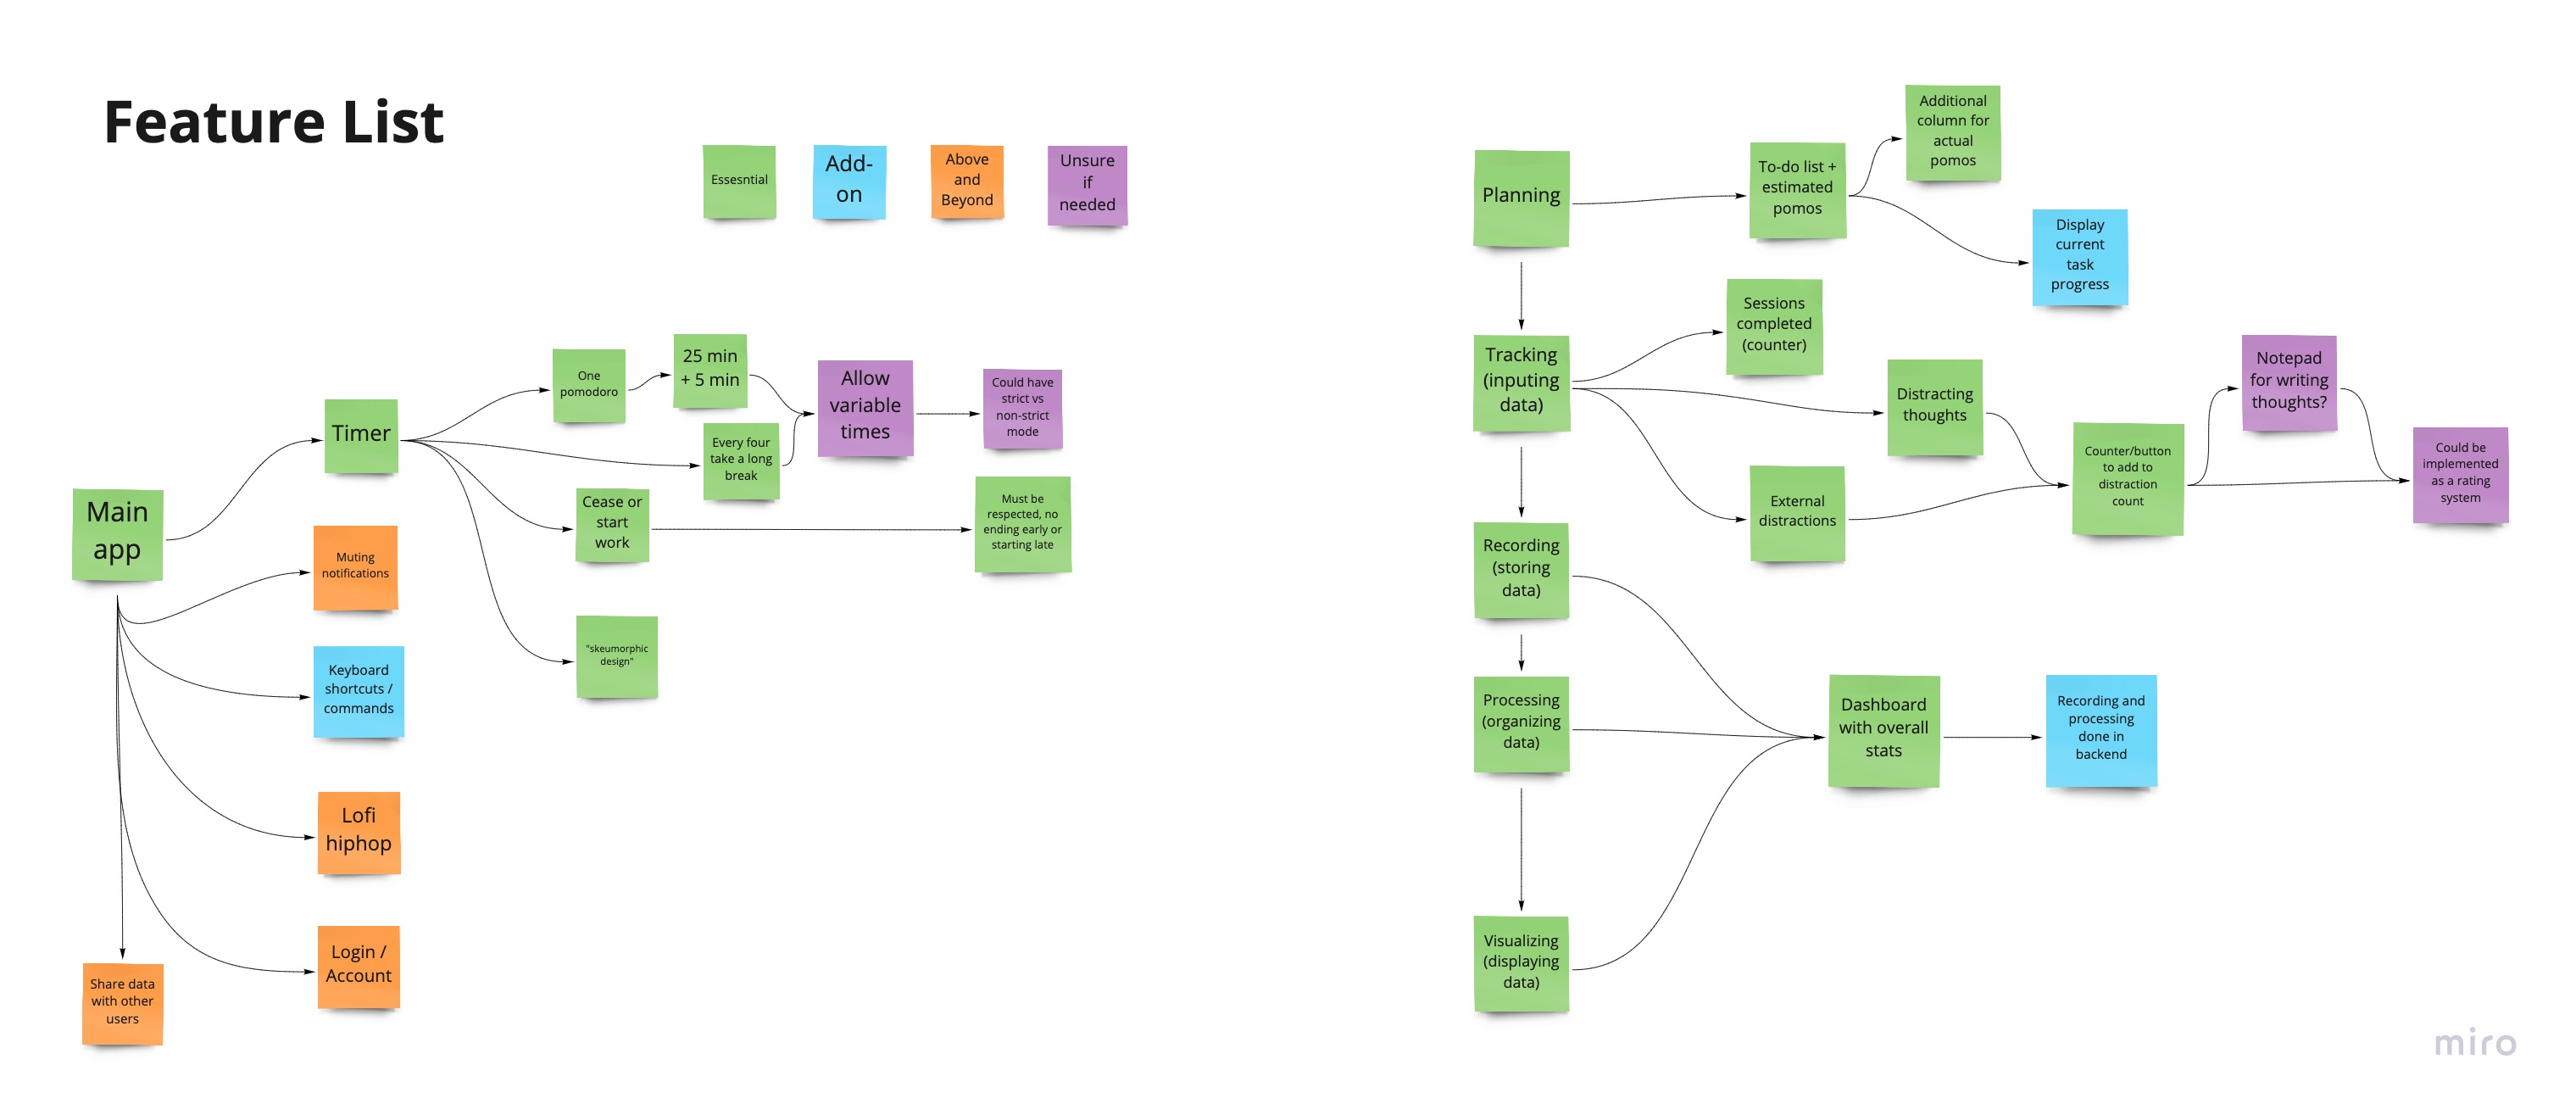 Feature List
Essesntial
Add-
on
Above
and
Beyond
Unsure
if
needed
Main
app
Timer
One
pomodoro
25 min
+ 5 min
Every four
take a long
break
Allow
variable
times
Could have
strict vs
non-strict
mode
Cease or
start
work
Must be
respected, no
ending early or
starting late
"skeumorphic
design"
Muting
notifications
Keyboard
shortcuts /
commands
Lofi
hiphop
Login /
Account
Share data
with other
users
Planning
To-do list +
estimated
pomos
Additional
column for
actual
pomos
Display
current
task
progress
Tracking
(inputing
data)
Sessions
completed
(counter)
Distracting
thoughts
External
distractions
Counter/button
to add to
distraction
count
Notepad
for writing
thoughts?
Could be
implemented
as a rating
system
Recording
(storing
data)
Processing
(organizing
data)
Dashboard
with overall
stats
Recording and
processing
done in
backend
Visualizing
(displaying
data)
miro